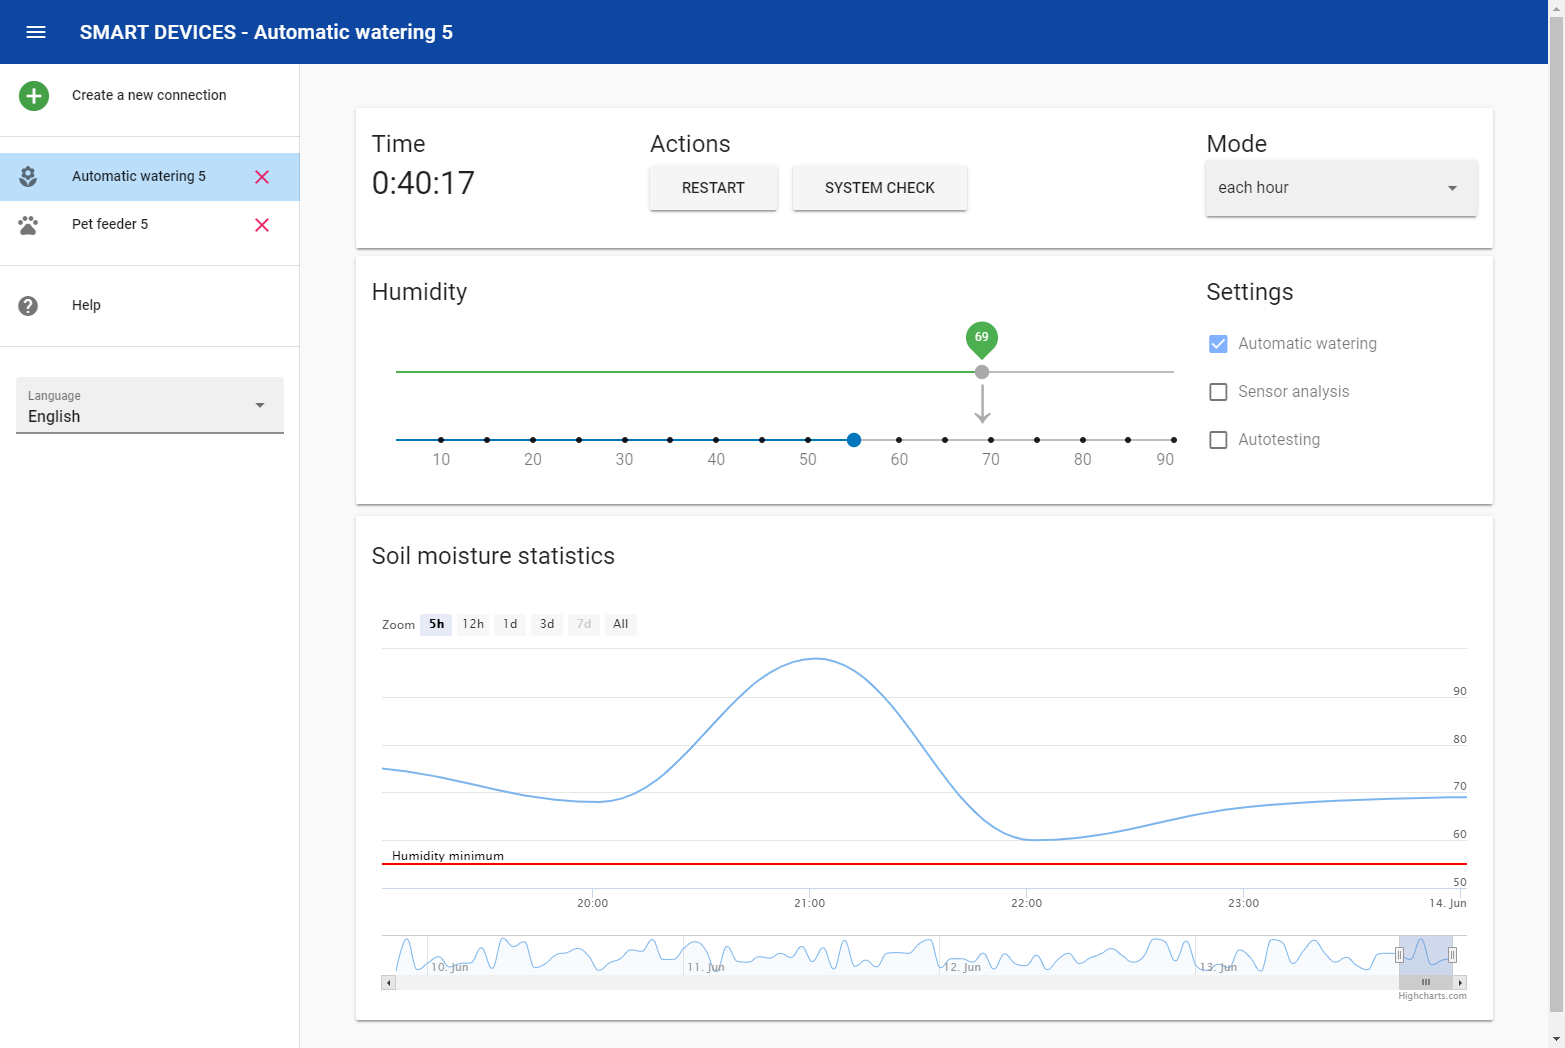 SMART DEVICES - Automatic watering 5
Create a new connection
Automatic watering 5
Pet feeder 5
Help
Language
English
Time
0:40:17
Actions
RESTART
SYSTEM CHECK
Mode
each hour
Humidity
69
10 20 30 40 50 60 70 80 90
Settings
Automatic watering
Sensor analysis
Autotesting
Soil moisture statistics
Zoom 5h 12h 1d 3d 7d All
90
80
70
60
Humidity minimum
50
20:00 21:00 22:00 23:00 14. Jun
10. Jun 11. Jun 12. Jun 13. Jun
Highcharts.com